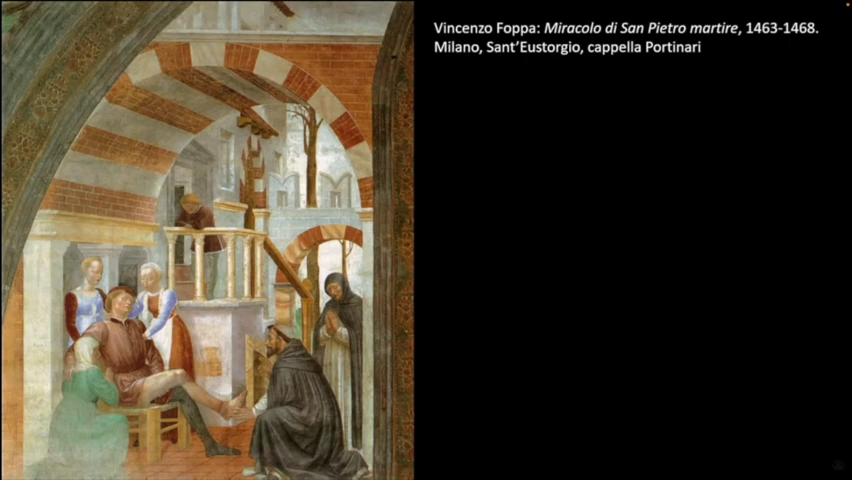 Vincenzo Foppa: Miracolo di San Pietro martire, 1463-1468.
Milano, Sant’Eustorgio, cappella Portinari